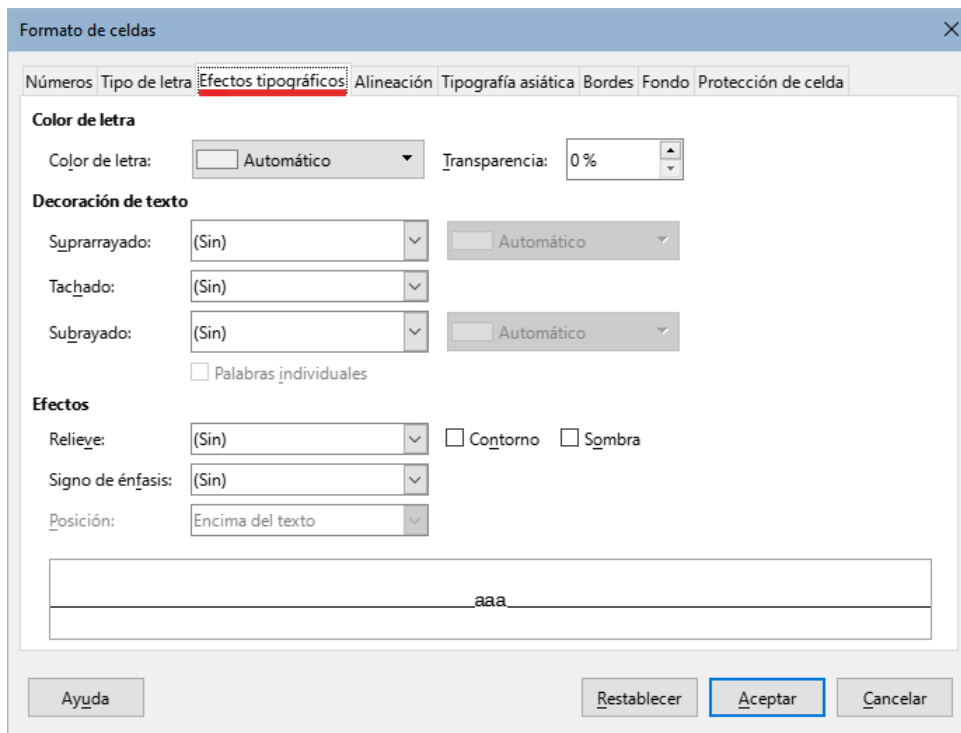 Formato de celdas
Números Tipo de letra Efectos tipográficos Alineación Tipografía asiática Bordes Fondo Protección de celda
Color de letra
Color de letra: Automático Transparencia: 0 %
Decoración de texto
Suprarrayado: (Sin) Automático
Tachado: (Sin)
Subrayado: (Sin) Automático
Palabras individuales
Efectos
Relieve: (Sin) Contorno Sombra
Signo de énfasis: (Sin)
Posición: Encima del texto
aaa
Ayuda Restablecer Aceptar Cancelar